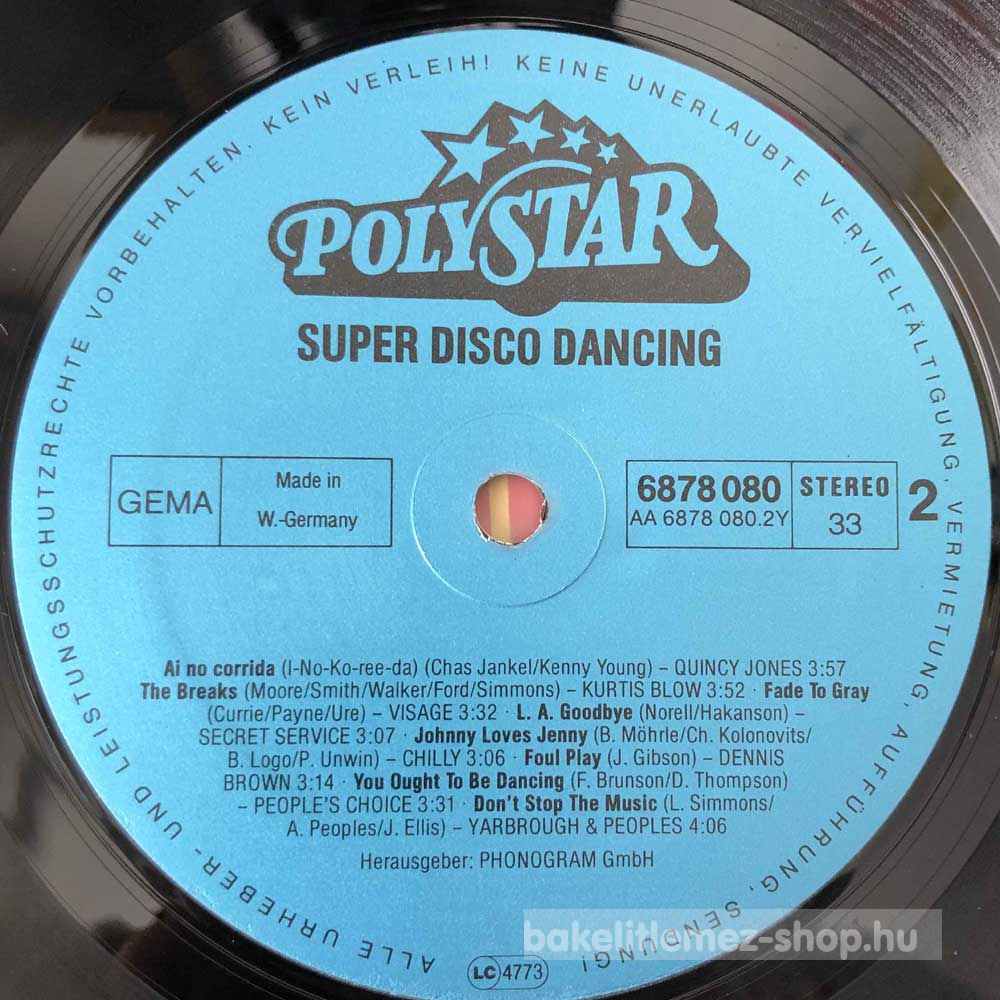 ALLE URHEBER- UND LEISTUNGSSCHUTZRECHTE VORBEHALTEN. KEIN VERLEIH! KEINE UNERLAUBTE VERVIELFÄLTIGUNG, VERMIETUNG, AUFFÜHRUNG, SENDUNG!
POLYSTAR
SUPER DISCO DANCING
GEMA
Made in
W.-Germany
6878 080
AA 6878 080.2Y
STEREO
33
2
Ai no corrida (I-No-Ko-ree-da) (Chas Jankel/Kenny Young) – QUINCY JONES 3:57
The Breaks (Moore/Smith/Walker/Ford/Simmons) – KURTIS BLOW 3:52 · Fade To Gray
(Currie/Payne/Ure) – VISAGE 3:32 · L. A. Goodbye (Norell/Hakanson) –
SECRET SERVICE 3:07 · Johnny Loves Jenny (B. Möhrle/Ch. Kolonovits/
B. Logo/P. Unwin) – CHILLY 3:06 · Foul Play (J. Gibson) – DENNIS
BROWN 3:14 · You Ought To Be Dancing (F. Brunson/D. Thompson)
– PEOPLE'S CHOICE 3:31 · Don't Stop The Music (L. Simmons/
A. Peoples/J. Ellis) – YARBROUGH & PEOPLES 4:06
Herausgeber: PHONOGRAM GmbH
LC 4773
bakelitlemez-shop.hu